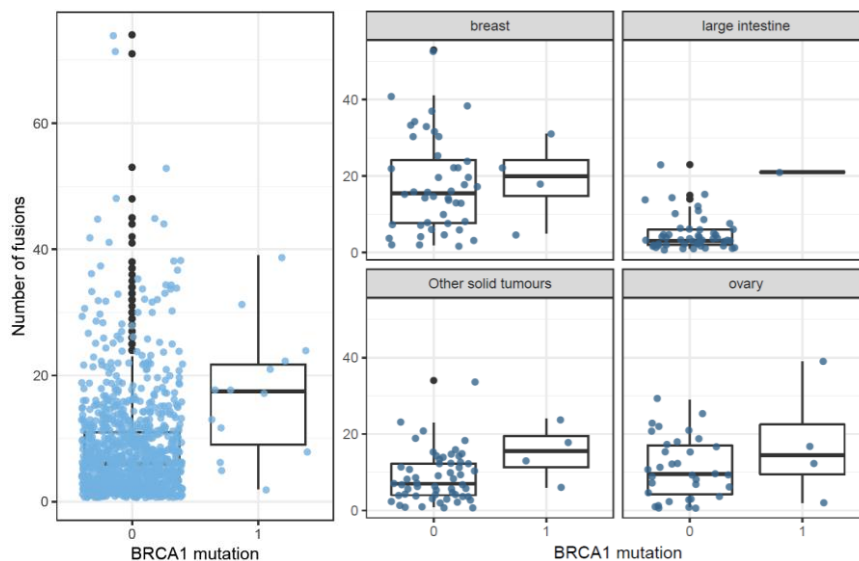 Number of fusions
60
40
20
0
0
1
BRCA1 mutation
breast
large intestine
40
20
0
Other solid tumours
ovary
40
20
0
0
1
0
1
BRCA1 mutation